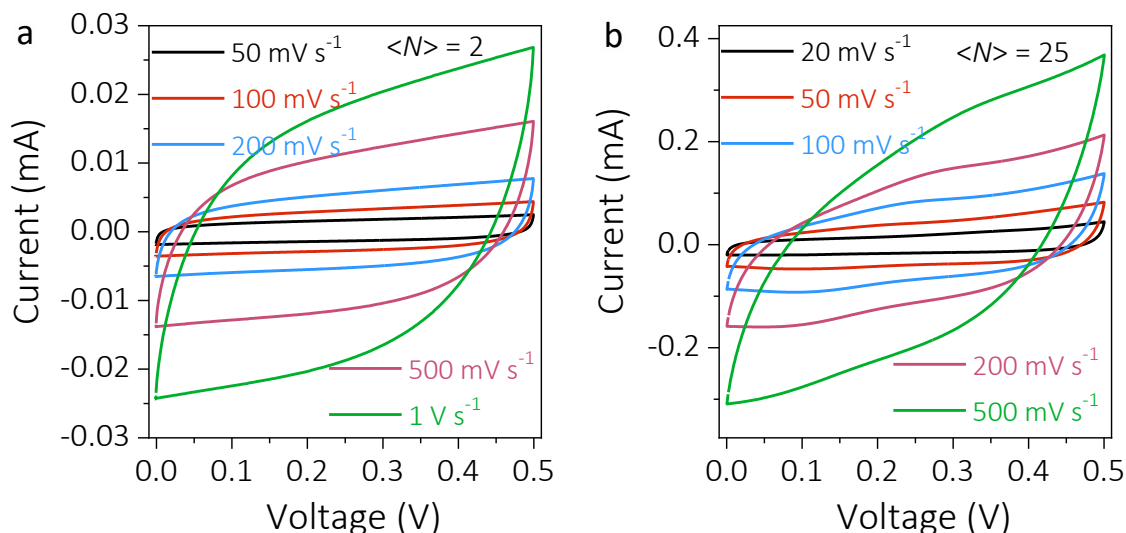 a
50 mV s⁻¹
<N> = 2
100 mV s⁻¹
200 mV s⁻¹
500 mV s⁻¹
1 V s⁻¹
0.03
0.02
0.01
0.00
-0.01
-0.02
-0.03
Current (mA)
0.0 0.1 0.2 0.3 0.4 0.5
Voltage (V)
b
20 mV s⁻¹
<N> = 25
50 mV s⁻¹
100 mV s⁻¹
200 mV s⁻¹
500 mV s⁻¹
0.4
0.2
0.0
-0.2
Current (mA)
0.0 0.1 0.2 0.3 0.4 0.5
Voltage (V)